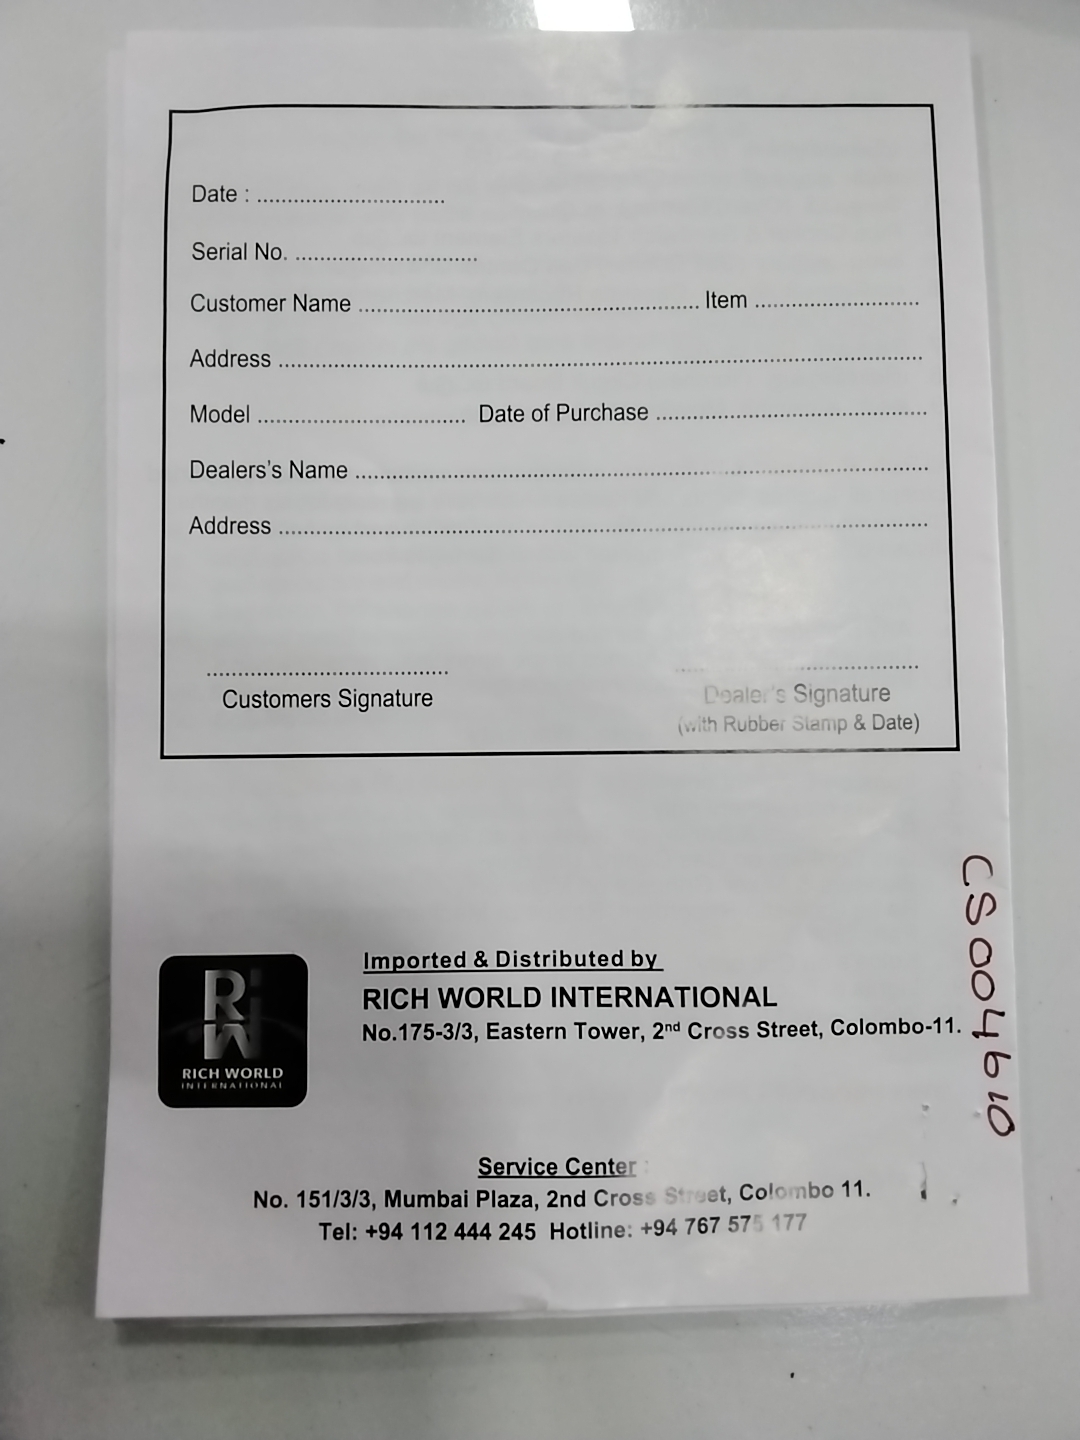 Date : ...............................
Serial No. ..............................
Customer Name ........................................................ Item ...........................
Address ..........................................................................................................
Model .................................. Date of Purchase .............................................
Dealers's Name ...............................................................................................
Address ............................................................................................................
........................................ ........................................
Customers Signature Dealer's Signature
(with Rubber Stamp & Date)
Imported & Distributed by
RICH WORLD INTERNATIONAL
No.175-3/3, Eastern Tower, 2nd Cross Street, Colombo-11.
RW
RICH WORLD
INTERNATIONAL
Service Center :
No. 151/3/3, Mumbai Plaza, 2nd Cross Street, Colombo 11.
Tel: +94 112 444 245 Hotline: +94 767 575 177
CS004610